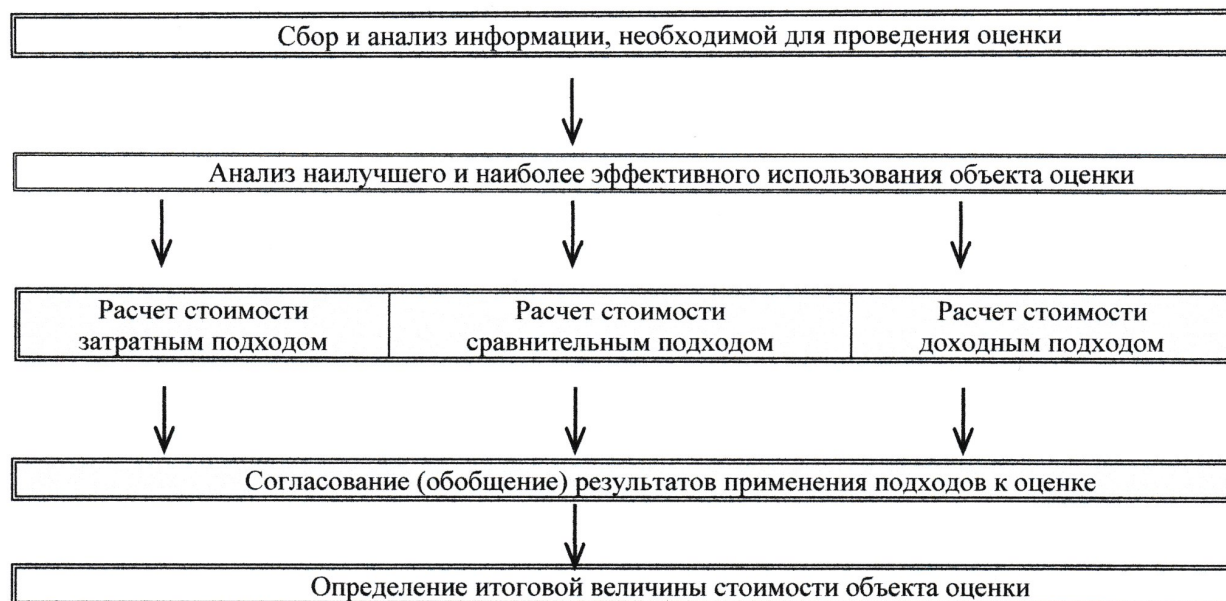 Сбор и анализ информации, необходимой для проведения оценки
Анализ наилучшего и наиболее эффективного использования объекта оценки
Расчет стоимости
затратным подходом
Расчет стоимости
сравнительным подходом
Расчет стоимости
доходным подходом
Согласование (обобщение) результатов применения подходов к оценке
Определение итоговой величины стоимости объекта оценки